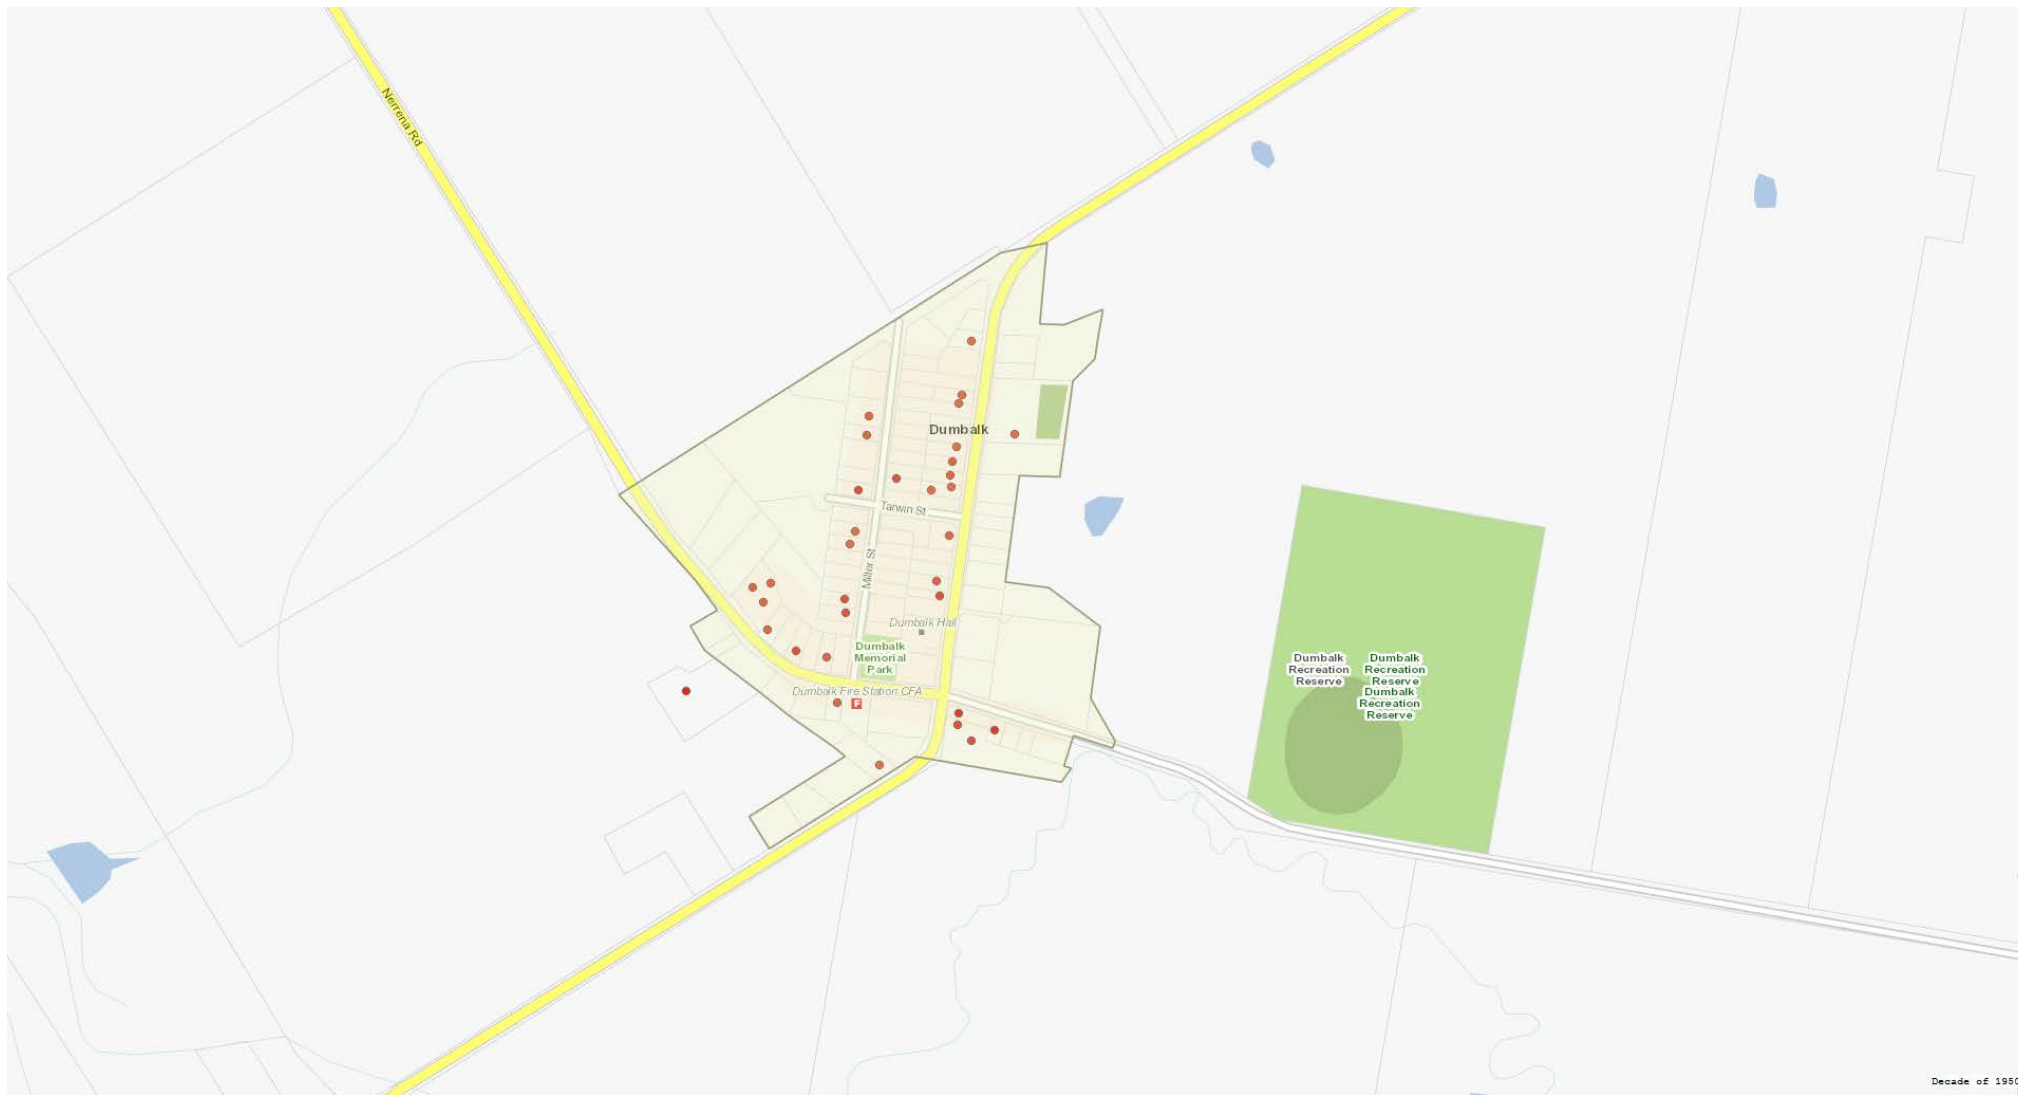 Nerrena Rd
Dumbalk
Tarwin St
Miller St
Dumbalk Hall
Dumbalk
Memorial
Park
Dumbalk Fire Station CFA
F
Dumbalk
Recreation
Reserve
Dumbalk
Recreation
Reserve
Dumbalk
Recreation
Reserve
Decade of 1950